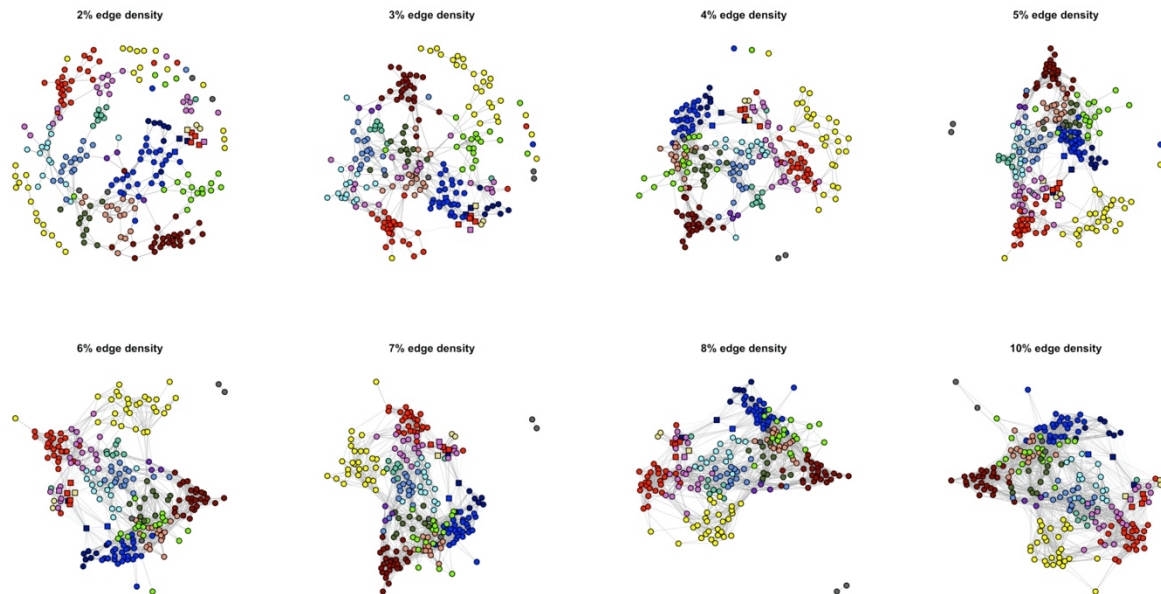 2% edge density
3% edge density
4% edge density
5% edge density
6% edge density
7% edge density
8% edge density
10% edge density